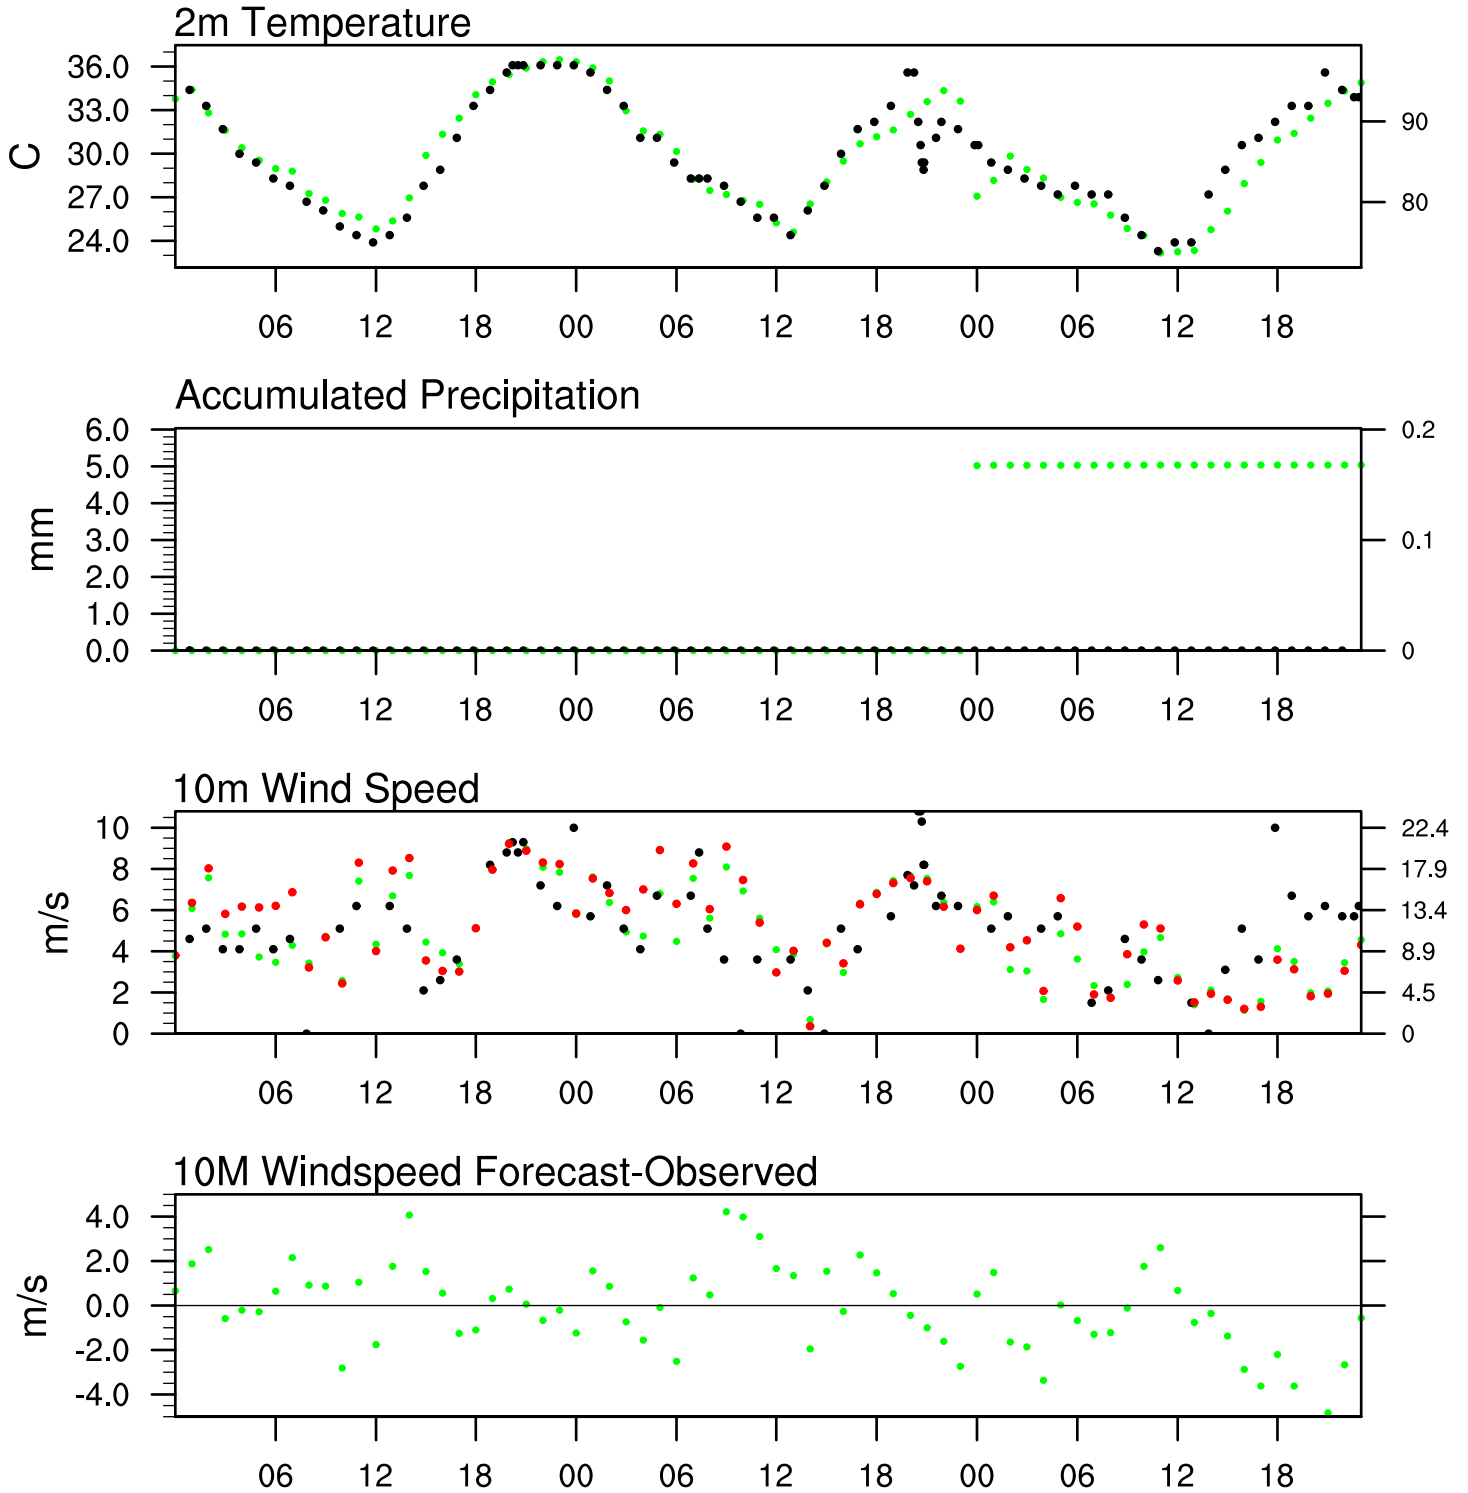 2m Temperature
36.0
33.0
30.0
27.0
24.0
C
90
80
06 12 18 00 06 12 18 00 06 12 18
Accumulated Precipitation
6.0
5.0
4.0
3.0
2.0
1.0
0.0
mm
0.2
0.1
0
06 12 18 00 06 12 18 00 06 12 18
10m Wind Speed
10
8
6
4
2
0
m/s
22.4
17.9
13.4
8.9
4.5
0
06 12 18 00 06 12 18 00 06 12 18
10M Windspeed Forecast-Observed
4.0
2.0
0.0
-2.0
-4.0
m/s
06 12 18 00 06 12 18 00 06 12 18